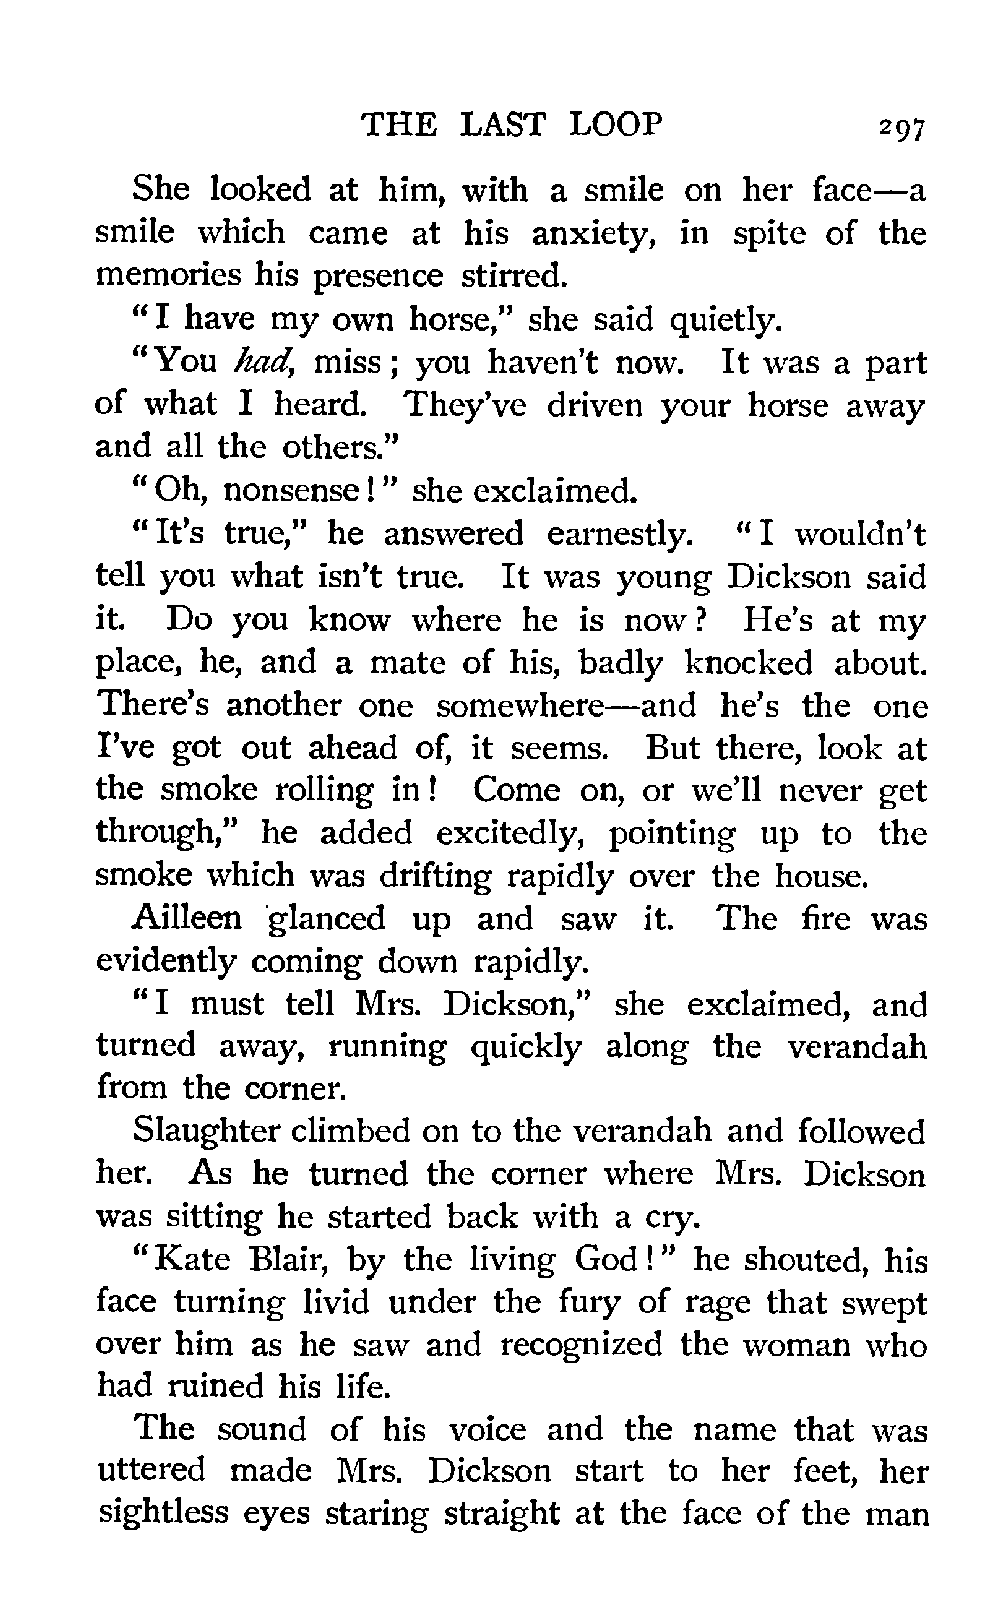 THE LAST LOOP 297
She looked at him, with a smile on her face—a
smile which came at his anxiety, in spite of the
memories his presence stirred.
"I have my own horse," she said quietly.
"You had, miss; you haven't now. It was a part
of what I heard. They've driven your horse away
and all the others."
"Oh, nonsense!" she exclaimed.
"It's true," he answered earnestly. "I wouldn't
tell you what isn't true. It was young Dickson said
it. Do you know where he is now? He's at my
place, he, and a mate of his, badly knocked about.
There's another one somewhere—and he's the one
I've got out ahead of, it seems. But there, look at
the smoke rolling in! Come on, or we'll never get
through," he added excitedly, pointing up to the
smoke which was drifting rapidly over the house.
Ailleen glanced up and saw it. The fire was
evidently coming down rapidly.
"I must tell Mrs. Dickson," she exclaimed, and
turned away, running quickly along the verandah
from the corner.
Slaughter climbed on to the verandah and followed
her. As he turned the corner where Mrs. Dickson
was sitting he started back with a cry.
"Kate Blair, by the living God!" he shouted, his
face turning livid under the fury of rage that swept
over him as he saw and recognized the woman who
had ruined his life.
The sound of his voice and the name that was
uttered made Mrs. Dickson start to her feet, her
sightless eyes staring straight at the face of the man